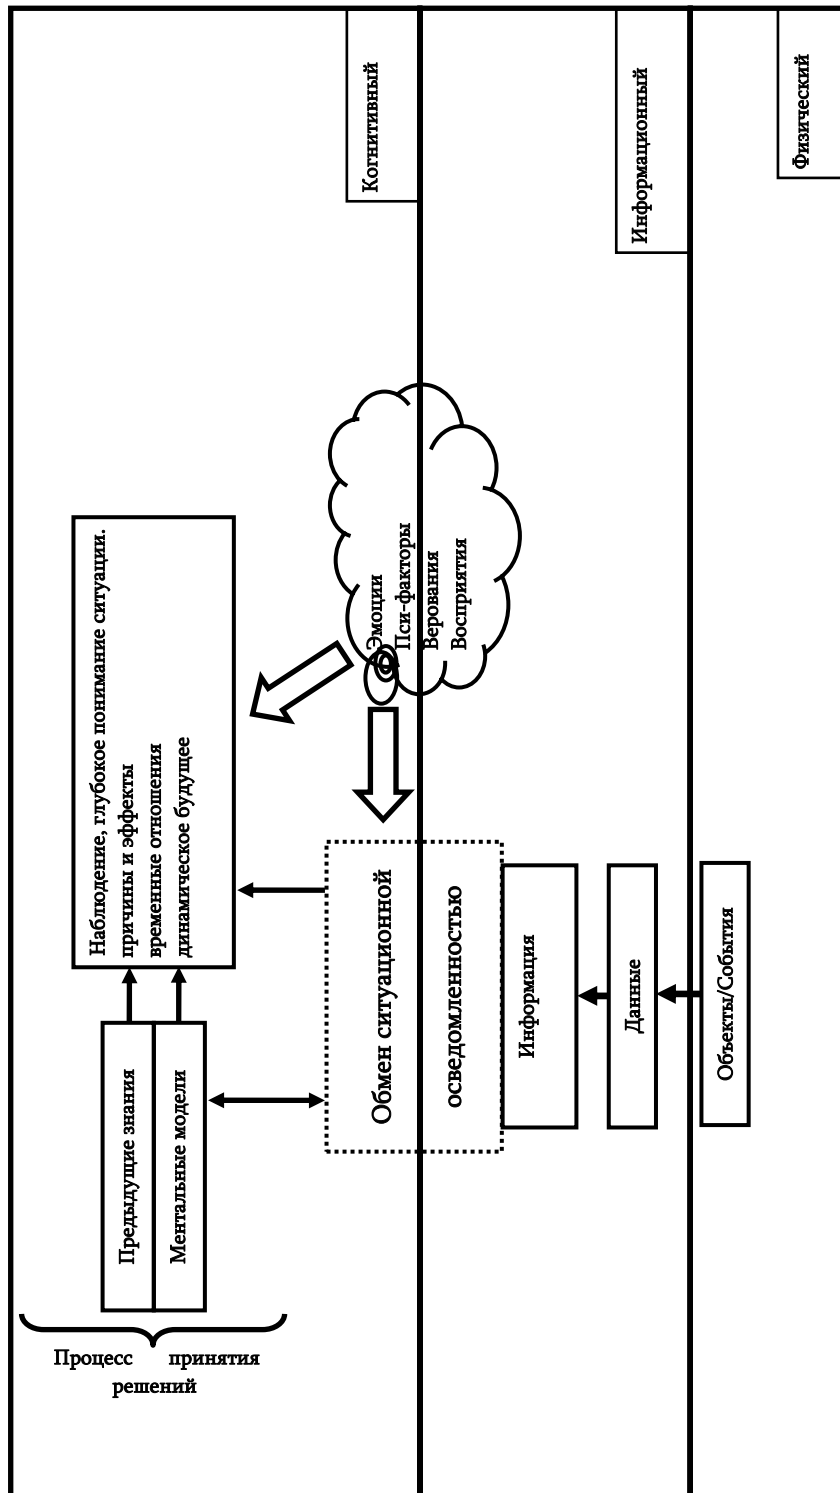 Когнитивный
Информационный
Физический
Наблюдение, глубокое понимание ситуации.
причины и эффекты
временные отношения
динамическое будущее
Эмоции
Пси-факторы
Верования
Восприятия
Предыдущие знания
Ментальные модели
Обмен ситуационной
осведомленностью
Информация
Данные
Объекты/События
Процесс принятия
решений